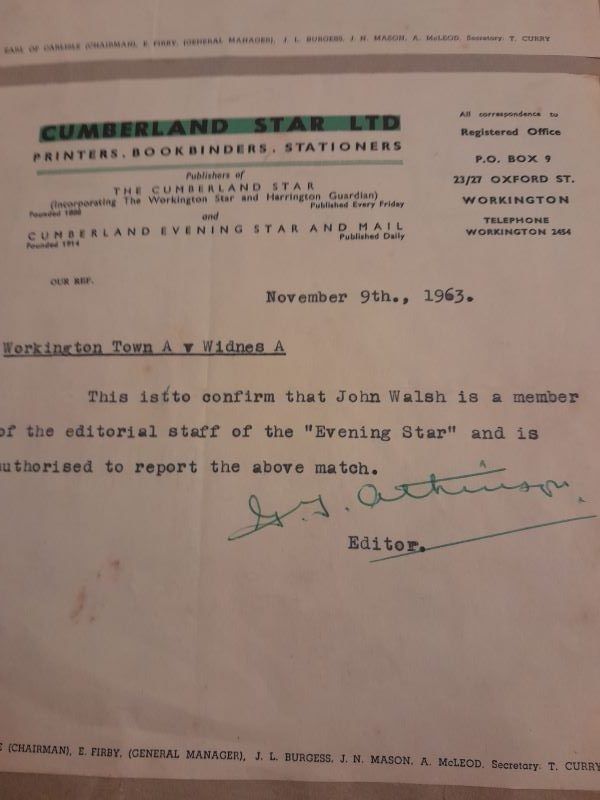 EARL OF CARLISLE (CHAIRMAN), E. FIRBY, (GENERAL MANAGER), J. L. BURGESS, J. N. MASON, A. McLEOD. Secretary: T. CURRY
CUMBERLAND STAR LTD
PRINTERS, BOOKBINDERS, STATIONERS
Publishers of
THE CUMBERLAND STAR
(Incorporating The Workington Star and Harrington Guardian)
Founded 1888
Published Every Friday
and
CUMBERLAND EVENING STAR AND MAIL
Founded 1914
Published Daily
All correspondence to
Registered Office
P.O. BOX 9
23/27 OXFORD ST.
WORKINGTON
TELEPHONE
WORKINGTON 2454
OUR REF.
November 9th., 1963.
Workington Town A v Widnes A
This is to confirm that John Walsh is a member
of the editorial staff of the "Evening Star" and is
uthorised to report the above match.
Atkinson.
Editor.
E (CHAIRMAN), E. FIRBY, (GENERAL MANAGER), J. L. BURGESS, J. N. MASON, A. McLEOD. Secretary: T. CURRY